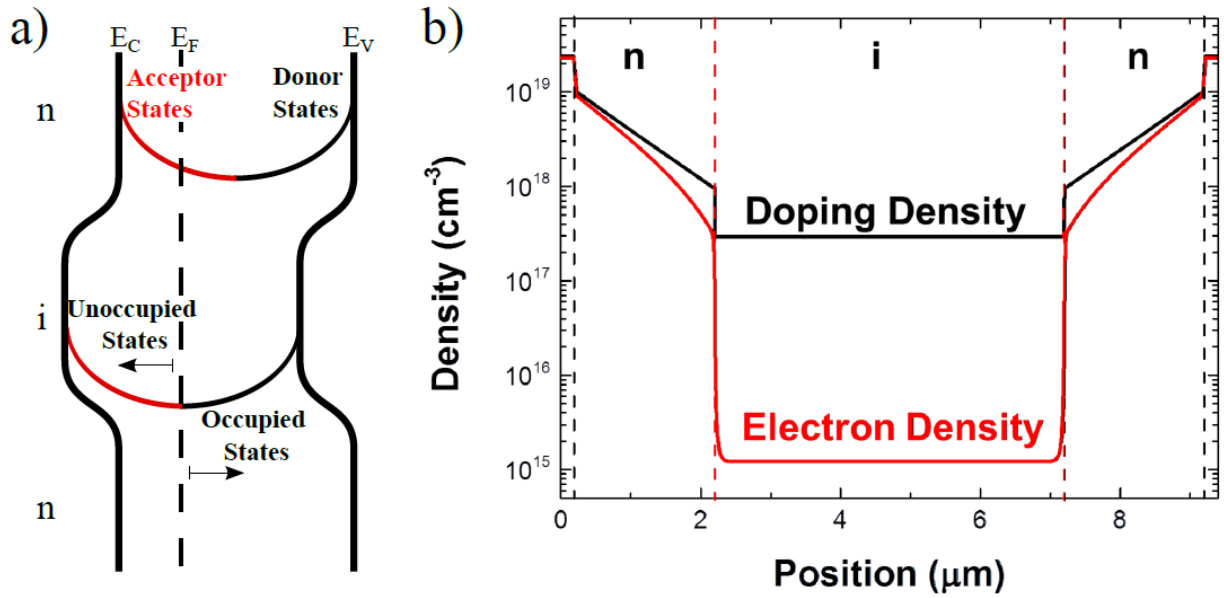 a)
E_C E_F E_V
Acceptor
States
Donor
States
n
Unoccupied
States
i
Occupied
States
n
b)
n i n
10^19
10^18
10^17
10^16
10^15
Density (cm^-3)
Doping Density
Electron Density
0 2 4 6 8
Position (μm)